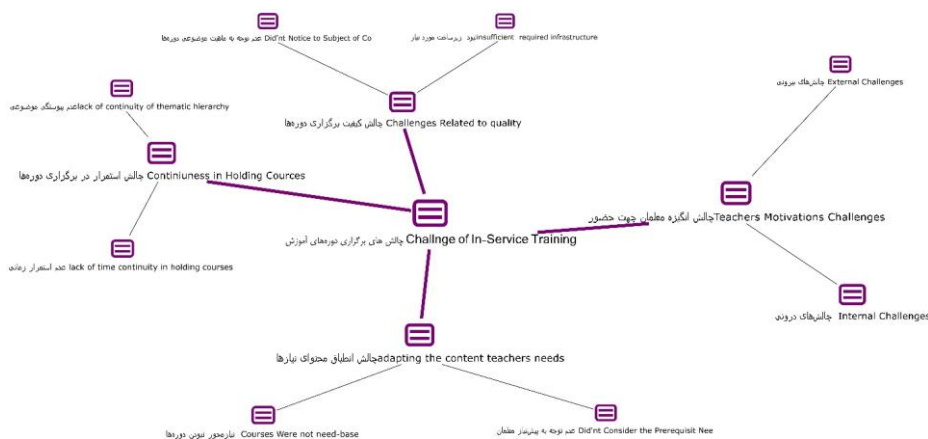 عدم توجه به ماهیت موضوعی دوره‌ها Did'nt Notice to Subject of Co
نبود زیرساخت مورد نیاز insufficient required infrastructure
چالش‌های بیرونی External Challenges
عدم پیوستگی موضوعی lack of continuity of thematic hierarchy
چالش کیفیت برگزاری دوره‌ها Challenges Related to quality
چالش استمرار در برگزاری دوره‌ها Continiuness in Holding Cources
چالش انگیزه معلمان جهت حضور Teachers Motivations Challenges
چالش های برگزاری دوره‌های آموزش Challnge of In-Service Training
عدم استمرار زمانی lack of time continuity in holding courses
چالش‌های درونی Internal Challenges
چالش انطباق محتوای نیازها adapting the content teachers needs
نیازمحور نبودن دوره‌ها Courses Were not need-base
عدم توجه به پیش‌نیاز معلمان Did'nt Consider the Prerequisit Nee